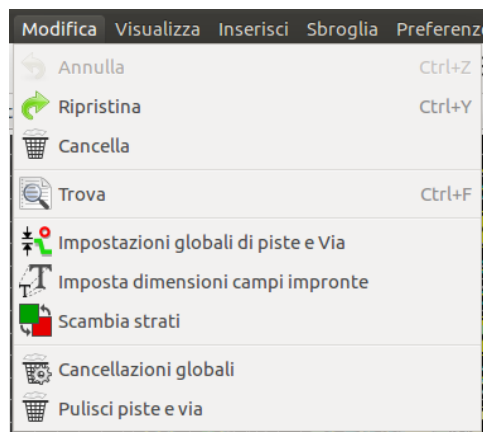 Modifica Visualizza Inserisci Sbroglia Preferenz
Annulla Ctrl+Z
Ripristina Ctrl+Y
Cancella
Trova Ctrl+F
Impostazioni globali di piste e Via
Imposta dimensioni campi impronte
Scambia strati
Cancellazioni globali
Pulisci piste e via